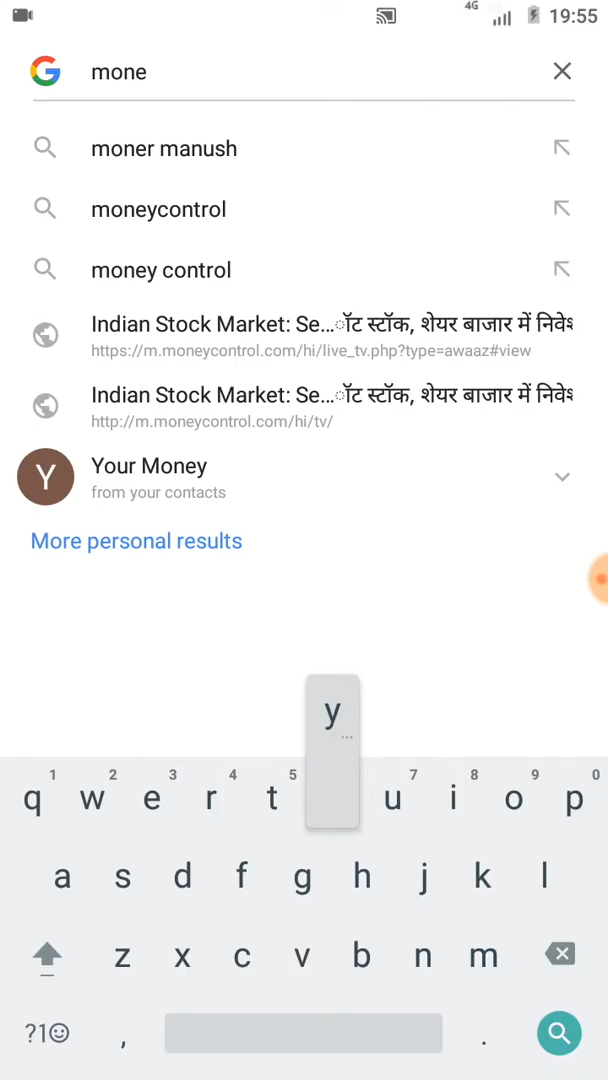 4G
19:55
mone
moner manush
moneycontrol
money control
Indian Stock Market: Se...ॉट स्टॉक, शेयर बाजार में निवेश
https://m.moneycontrol.com/hi/live_tv.php?type=awaaz#view
Indian Stock Market: Se...ॉट स्टॉक, शेयर बाजार में निवेश
http://m.moneycontrol.com/hi/tv/
Y
Your Money
from your contacts
More personal results
y
...
1 2 3 4 5 7 8 9 0
q w e r t u i o p
a s d f g h j k l
z x c v b n m
?1☺ , .